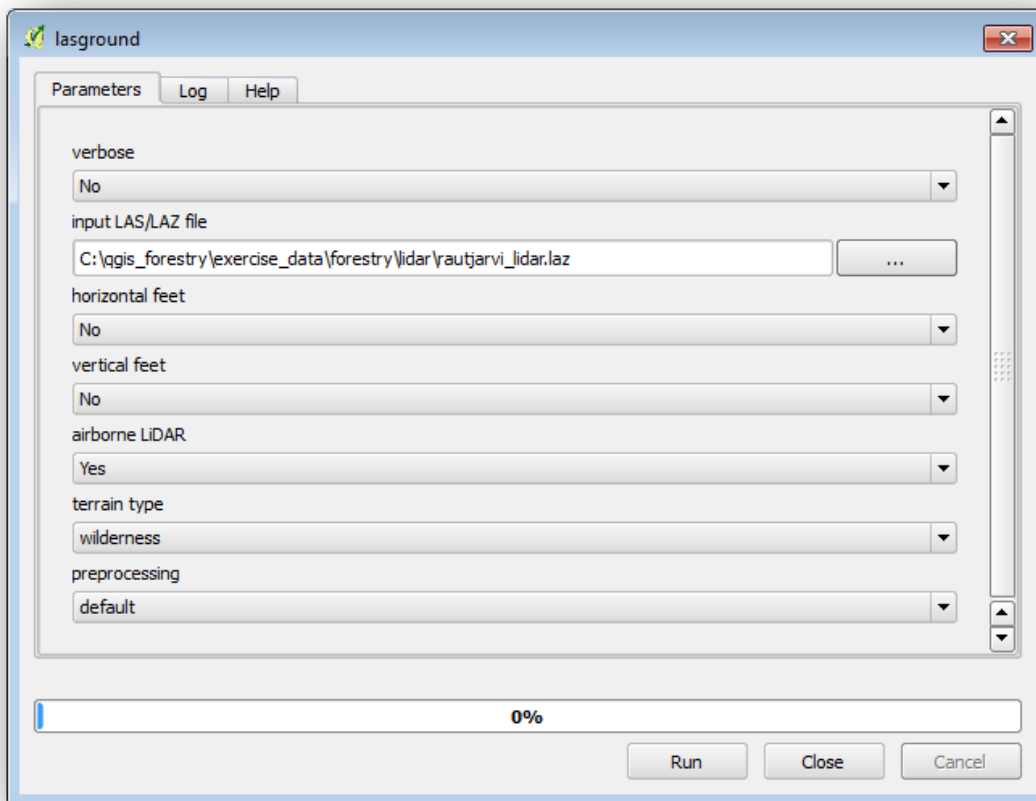 lasground
Parameters Log Help
verbose
No
input LAS/LAZ file
C:\qgis_forestry\exercise_data\forestry\lidar\rautjarvi_lidar.laz ...
horizontal feet
No
vertical feet
No
airborne LiDAR
Yes
terrain type
wilderness
preprocessing
default
0%
Run Close Cancel